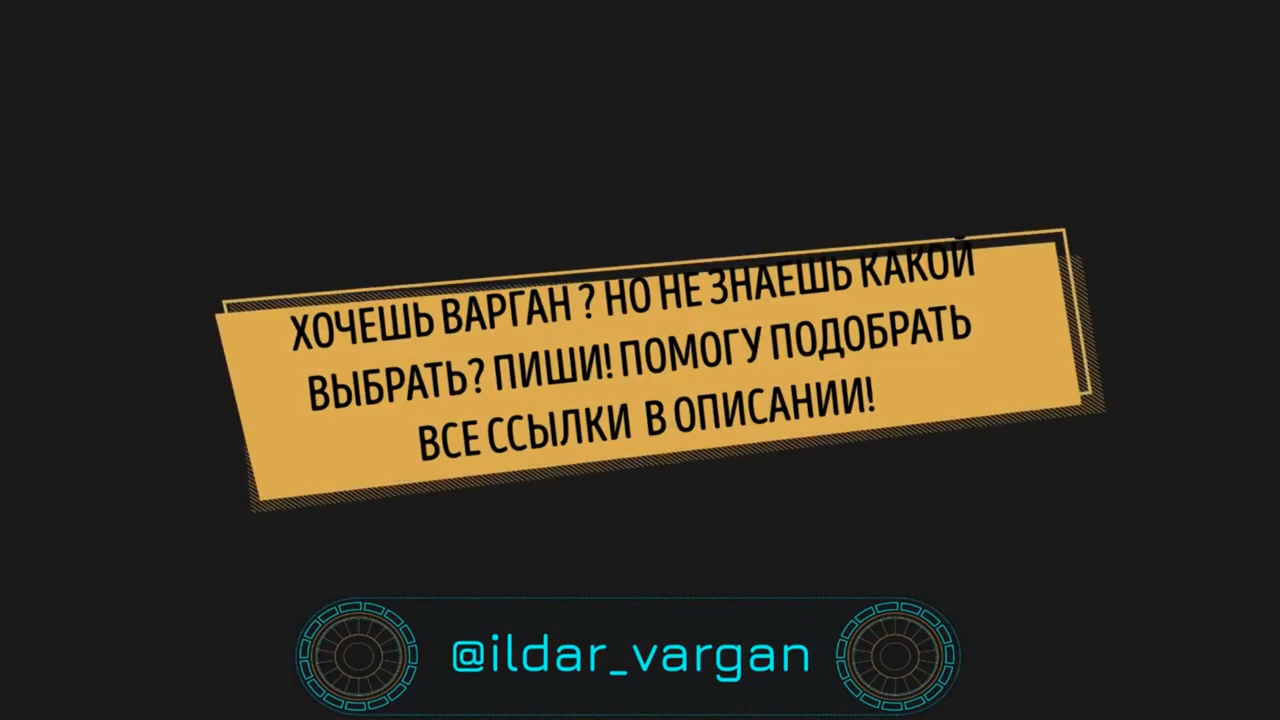 ХОЧЕШЬ ВАРГАН ? НО НЕ ЗНАЕШЬ КАКОЙ
ВЫБРАТЬ? ПИШИ! ПОМОГУ ПОДОБРАТЬ
ВСЕ ССЫЛКИ В ОПИСАНИИ!
@ildar_vargan